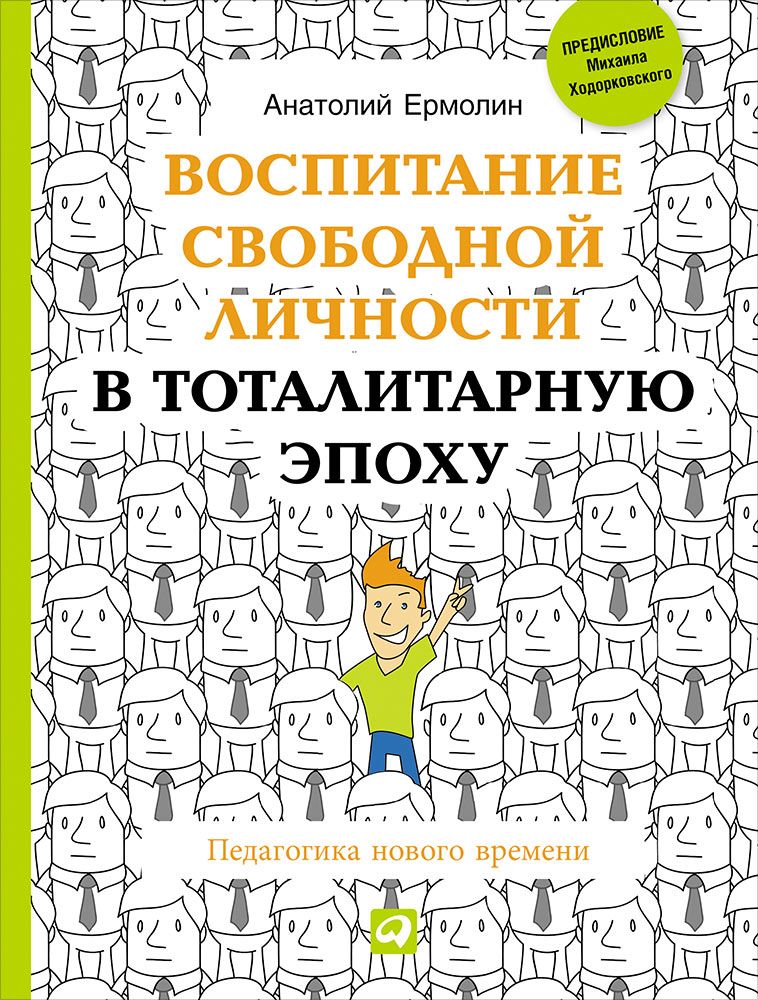 ПРЕДИСЛОВИЕ
Михаила
Ходорковского
Анатолий Ермолин
ВОСПИТАНИЕ
СВОБОДНОЙ
ЛИЧНОСТИ
В ТОТАЛИТАРНУЮ
ЭПОХУ
Педагогика нового времени